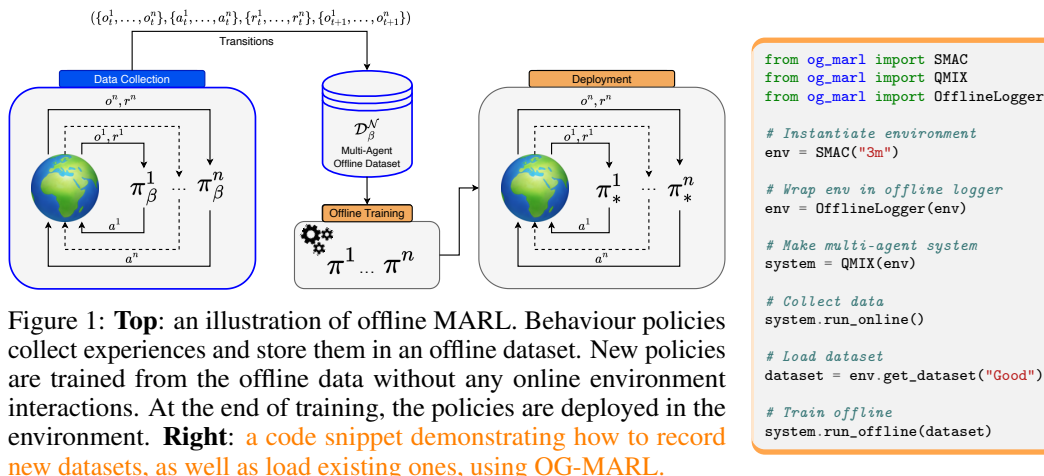 ({o_t^1, ..., o_t^n}, {a_t^1, ..., a_t^n}, {r_t^1, ..., r_t^n}, {o_{t+1}^1, ..., o_{t+1}^n})
Transitions
Data Collection
o^n, r^n
o^1, r^1
π_β^1 ... π_β^n
a^1
a^n
D_β^N
Multi-Agent
Offline Dataset
Offline Training
π^1 ... π^n
Deployment
o^n, r^n
o^1, r^1
π_*^1 ... π_*^n
a^1
a^n
from og_marl import SMAC
from og_marl import QMIX
from og_marl import OfflineLogger
# Instantiate environment
env = SMAC("3m")
# Wrap env in offline logger
env = OfflineLogger(env)
# Make multi-agent system
system = QMIX(env)
# Collect data
system.run_online()
# Load dataset
dataset = env.get_dataset("Good")
# Train offline
system.run_offline(dataset)
Figure 1: Top: an illustration of offline MARL. Behaviour policies
collect experiences and store them in an offline dataset. New policies
are trained from the offline data without any online environment
interactions. At the end of training, the policies are deployed in the
environment. Right: a code snippet demonstrating how to record
new datasets, as well as load existing ones, using OG-MARL.